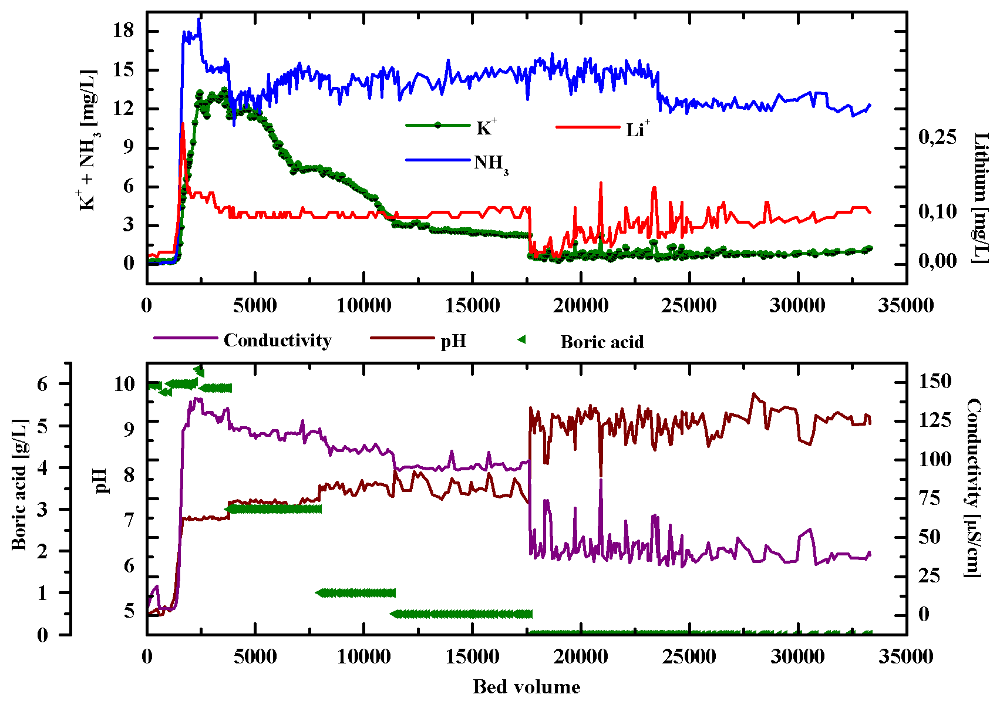 18
15
12
9
6
3
0
K+ + NH3 [mg/L]
K+
Li+
NH3
0,25
0,10
0,00
Lithium [mg/L]
0 5000 10000 15000 20000 25000 30000 35000
Conductivity pH Boric acid
6
5
4
3
2
1
0
Boric acid [g/L]
10
9
8
7
6
5
pH
150
125
100
75
50
25
0
Conductivity [μS/cm]
0 5000 10000 15000 20000 25000 30000 35000
Bed volume